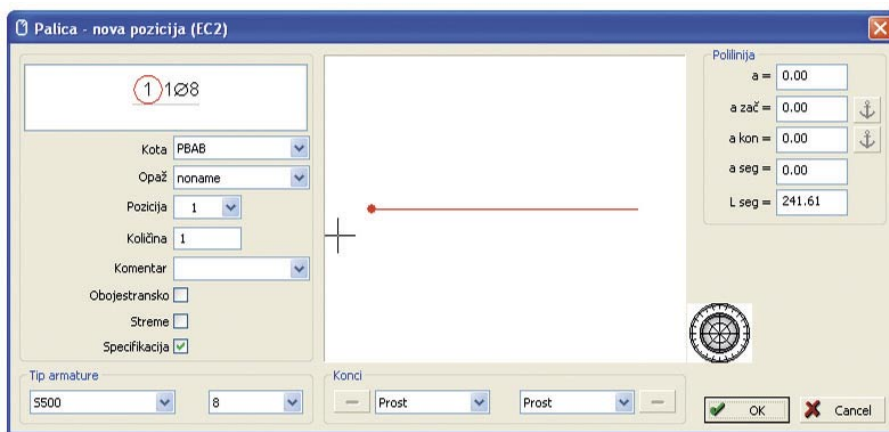 Palica - nova pozicija (EC2)
1 1Ø8
Kota PBAB
Opaž noname
Pozicija 1
Količina 1
Komentar
Obojestransko
Streme
Specifikacija
Polilinija
a = 0.00
a zač = 0.00
a kon = 0.00
a seg = 0.00
L seg = 241.61
Tip armature
S500 8
Konci
Prost Prost
OK Cancel